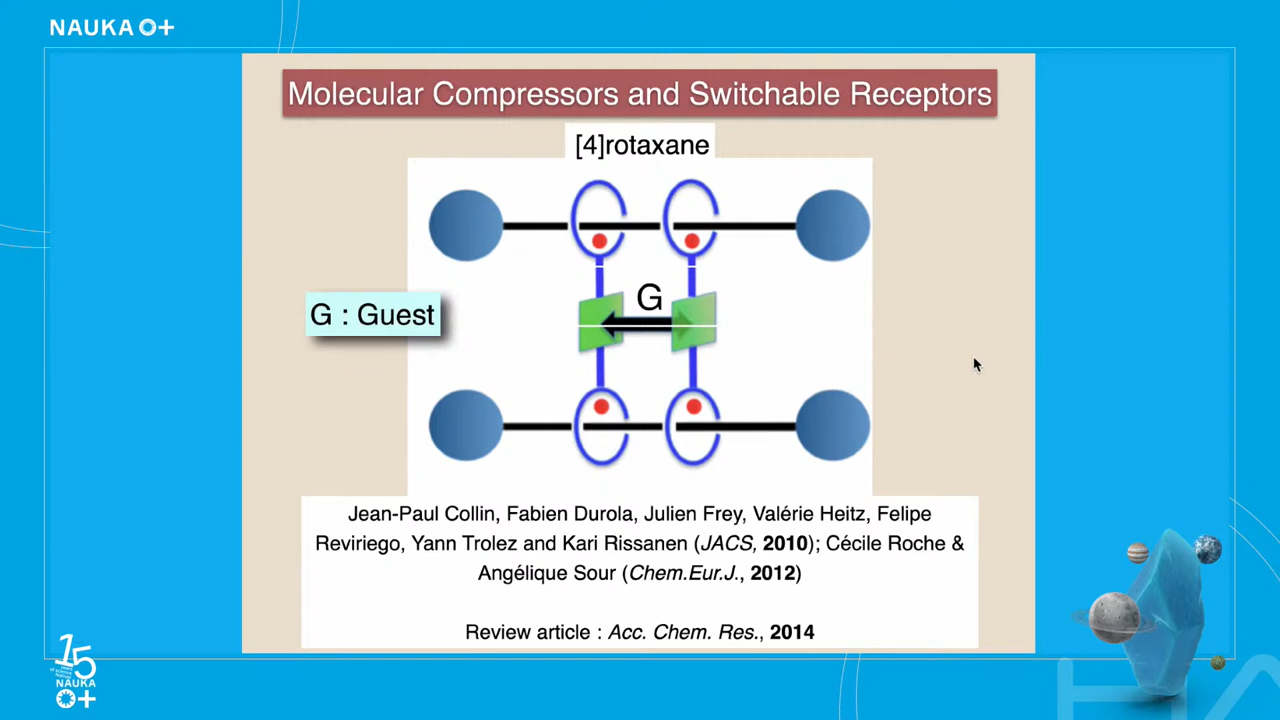 NAUKA 0+
Molecular Compressors and Switchable Receptors
[4]rotaxane
G
G : Guest
Jean-Paul Collin, Fabien Durola, Julien Frey, Valérie Heitz, Felipe
Reviriego, Yann Trolez and Kari Rissanen (JACS, 2010); Cécile Roche &
Angélique Sour (Chem.Eur.J., 2012)
Review article : Acc. Chem. Res., 2014
15
NAUKA
0+